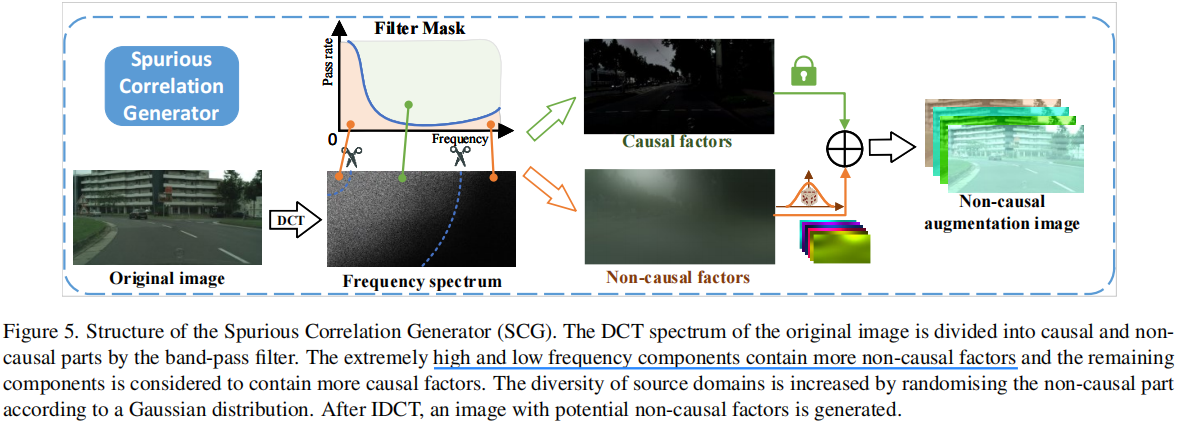 Filter Mask
Spurious
Correlation
Generator
Pass rate
0
Frequency
Causal factors
DCT
Original image
Frequency spectrum
Non-causal factors
Non-causal
augmentation image
Figure 5. Structure of the Spurious Correlation Generator (SCG). The DCT spectrum of the original image is divided into causal and non-
causal parts by the band-pass filter. The extremely high and low frequency components contain more non-causal factors and the remaining
components is considered to contain more causal factors. The diversity of source domains is increased by randomising the non-causal part
according to a Gaussian distribution. After IDCT, an image with potential non-causal factors is generated.